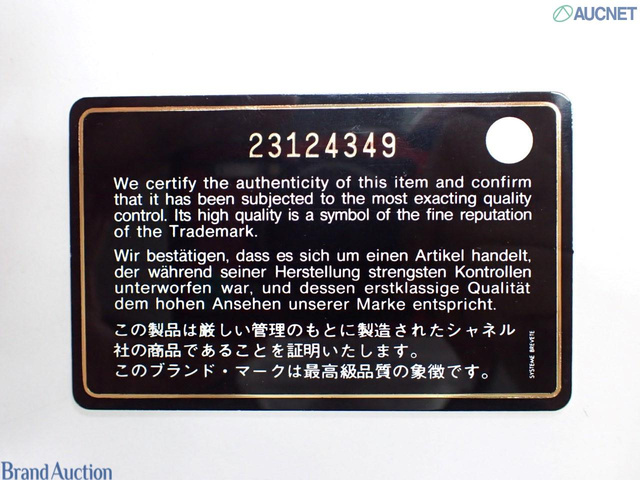 AUCNET
23124349
We certify the authenticity of this item and confirm
that it has been subjected to the most exacting quality
control. Its high quality is a symbol of the fine reputation
of the Trademark.
Wir bestätigen, dass es sich um einen Artikel handelt,
der während seiner Herstellung strengsten Kontrollen
unterworfen war, und dessen erstklassige Qualität
dem hohen Ansehen unserer Marke entspricht.
この製品は厳しい管理のもとに製造されたシャネル
社の商品であることを証明いたします。
このブランド・マークは最高級品質の象徴です。
SYSTEME BREVETE
Brand Auction